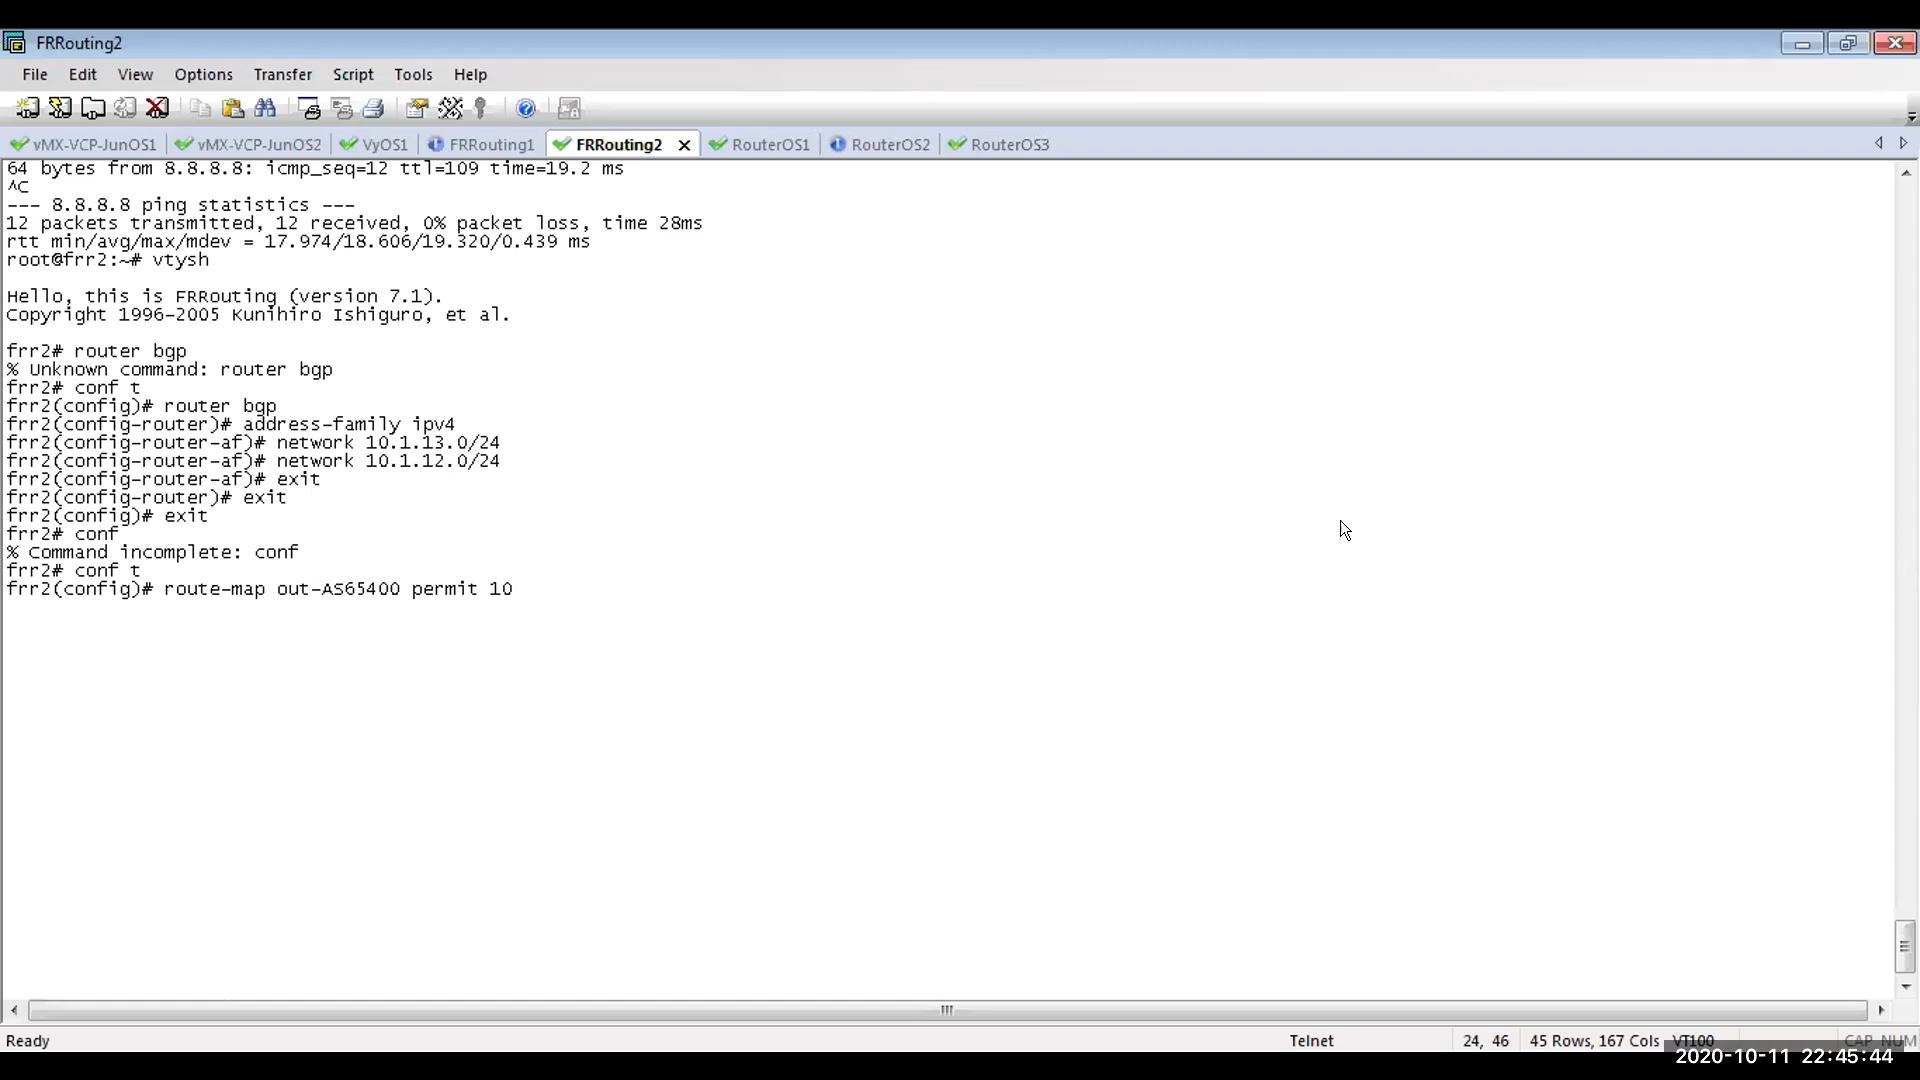 FRRouting2
File Edit View Options Transfer Script Tools Help
vMX-VCP-JunOS1 vMX-VCP-JunOS2 VyOS1 FRRouting1 FRRouting2 RouterOS1 RouterOS2 RouterOS3
64 bytes from 8.8.8.8: icmp_seq=12 ttl=109 time=19.2 ms
^C
--- 8.8.8.8 ping statistics ---
12 packets transmitted, 12 received, 0% packet loss, time 28ms
rtt min/avg/max/mdev = 17.974/18.606/19.320/0.439 ms
root@frr2:~# vtysh
Hello, this is FRRouting (version 7.1).
Copyright 1996-2005 Kunihiro Ishiguro, et al.
frr2# router bgp
% Unknown command: router bgp
frr2# conf t
frr2(config)# router bgp
frr2(config-router)# address-family ipv4
frr2(config-router-af)# network 10.1.13.0/24
frr2(config-router-af)# network 10.1.12.0/24
frr2(config-router-af)# exit
frr2(config-router)# exit
frr2(config)# exit
frr2# conf
% Command incomplete: conf
frr2# conf t
frr2(config)# route-map out-AS65400 permit 10
Ready Telnet 24, 46 45 Rows, 167 Cols VT100 CAP NUM
2020-10-11 22:45:44